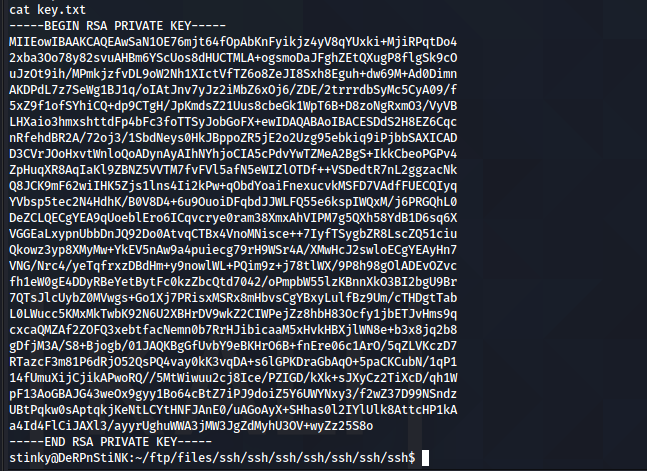 cat key.txt
-----BEGIN RSA PRIVATE KEY-----
MIIEowIBAAKCAQEAwSaN1OE76mjt64fOpAbKnFyikjz4yV8qYUxki+MjiRPqtDo4
2xba3Oo78y82svuAHBm6YScUos8dHUCTMLA+ogsmoDaJFghZEtQXugP8flgSk9cO
uJzOt9ih/MPmkjzfvDL9oW2Nh1XIctVfTZ6o8ZeJI8Sxh8Eguh+dw69M+Ad0Dimn
AKDPdL7z7SeWg1BJ1q/oIAtJnv7yJz2iMbZ6xOj6/ZDE/2trrrdbSyMc5CyA09/f
5xZ9f1ofSYhiCQ+dp9CTgH/JpKmdsZ21Uus8cbeGk1WpT6B+D8zoNgRxmO3/VyVB
LHXaio3hmxshttdFp4bFc3foTTSyJobGoFX+ewIDAQABAoIBACESDdS2H8EZ6Cqc
nRfehdBR2A/72oj3/1SbdNeys0HkJBppoZR5jE2o2Uzg95ebkiq9iPjbbSAXICAD
D3CVrJOoHxvtWnloQoADynAyAIhNYhjoCIA5cPdvYwTZMeA2BgS+IkkCbeoPGPv4
ZpHuqXR8AqIaKl9ZBNZ5VVTM7fvFVl5afN5eWIZlOTDf++VSDedtR7nL2ggzacNk
Q8JCK9mF62wiIHK5Zjs1lns4Ii2kPw+qObdYoaiFnexucvkMSFD7VAdfFUECQIyq
YVbsp5tec2N4HdhK/B0V8D4+6u9OuoiDFqbdJJWLFQ55e6kspIWQxM/j6PRGQhL0
DeZCLQECgYEA9qUoeblEro6ICqvcrye0ram38XmxAhVIPM7g5QXh58YdB1D6sq6X
VGGEaLxypnUbbDnJQ92Do0AtvqCTBx4VnoMNisce++7IyfTSygbZR8LscZQ51ciu
Qkowz3yp8XMyMw+YkEV5nAw9a4puiecg79rH9WSr4A/XMwHcJ2swloECgYEAyHn7
VNG/Nrc4/yeTqfrxzDBdHm+y9nowlWL+PQim9z+j78tlWX/9P8h98gOlADEvOZvc
fh1eW0gE4DDyRBeYetBytFc0kzZbcQtd7042/oPmpbW55lzKBnnXkO3BI2bgU9Br
7QTsJlcUybZ0MVwgs+Go1Xj7PRisxMSRx8mHbvsCgYBxyLulfBz9Um/cTHDgtTab
L0LWucc5KMxMkTwbK92N6U2XBHrDV9wkZ2CIWPejZz8hbH83Ocfy1jbETJvHms9q
cxcaQMZAf2ZOFQ3xebtfacNemn0b7RrHJibicaaM5xHvkHBXjlWN8e+b3x8jq2b8
gDfjM3A/S8+Bjogb/01JAQKBgGfUvbY9eBKHrO6B+fnEre06c1ArO/5qZLVKczD7
RTazcF3m81P6dRjO52QsPQ4vay0kK3vqDA+s6lGPKDraGbAqO+5paCKCubN/1qP1
14fUmuXijCjikAPwoRQ//5MtWiwuu2cj8Ice/PZIGD/kXk+sJXyCz2TiXcD/qh1W
pF13AoGBAJG43weOx9gyy1Bo64cBtZ7iPJ9doiZ5Y6UWYNxy3/f2wZ37D99NSndz
UBtPqkw0sAptqkjKeNtLCYtHNFJAnE0/uAGoAyX+SHhas0l2IYlUlk8AttcHP1kA
a4Id4FlCiJAXl3/ayyrUghuWWA3jMW3JgZdMyhU3OV+wyZz25S8o
-----END RSA PRIVATE KEY-----
stinky@DeRPnStiNK:~/ftp/files/ssh/ssh/ssh/ssh/ssh/ssh/ssh$